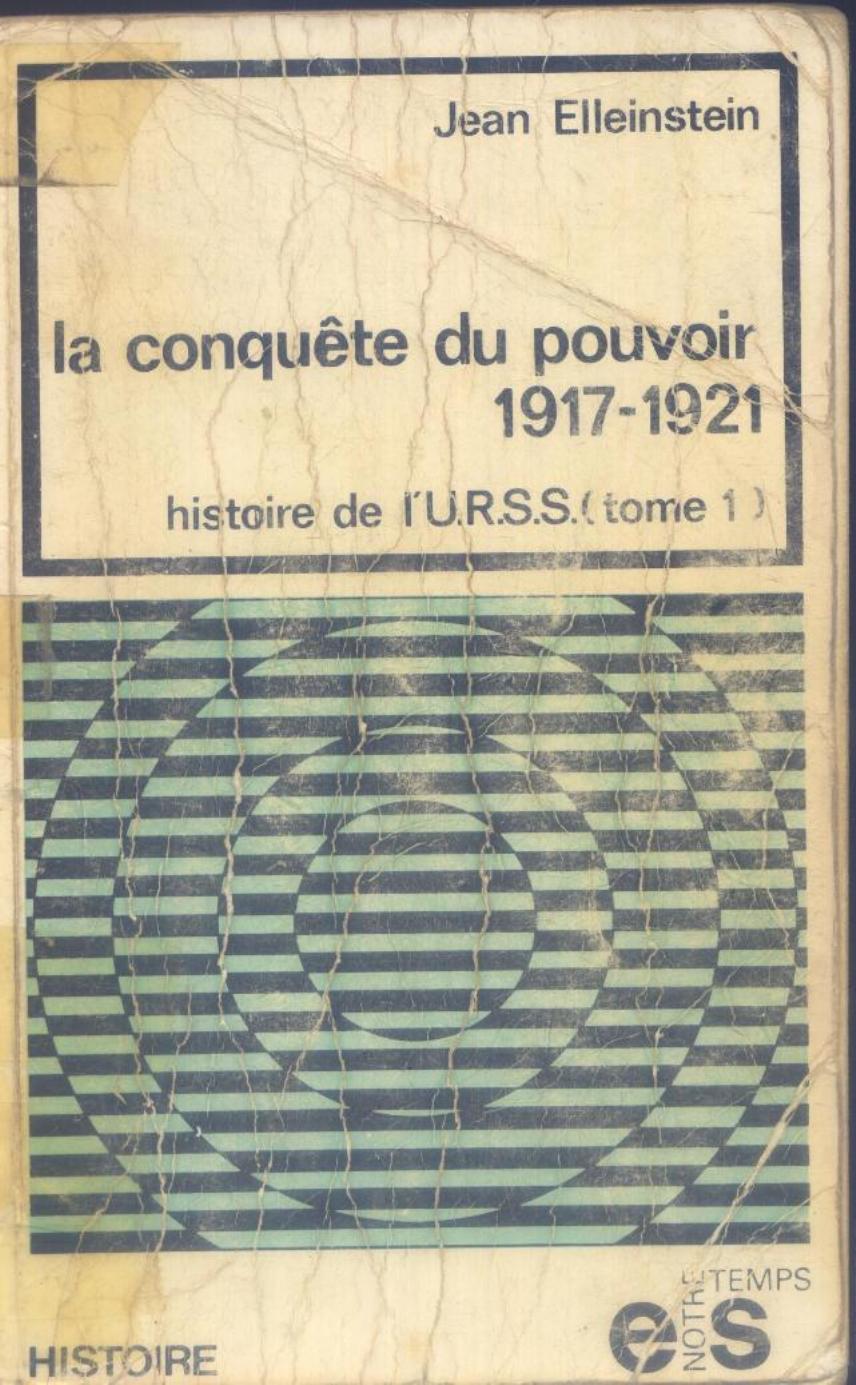 Jean Elleinstein
la conquête du pouvoir
1917-1921
histoire de l'U.R.S.S. (tome 1)
HISTOIRE
es
NOTRE
TEMPS